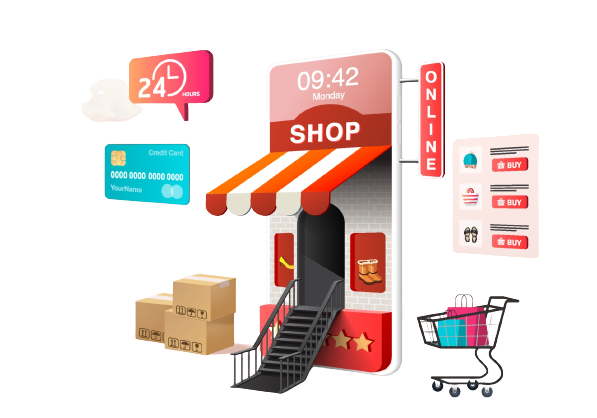 24
HOURS
Credit Card
0000 0000 0000 0000
YourName
09:42
Monday
SHOP
ONLINE
BUY
BUY
BUY